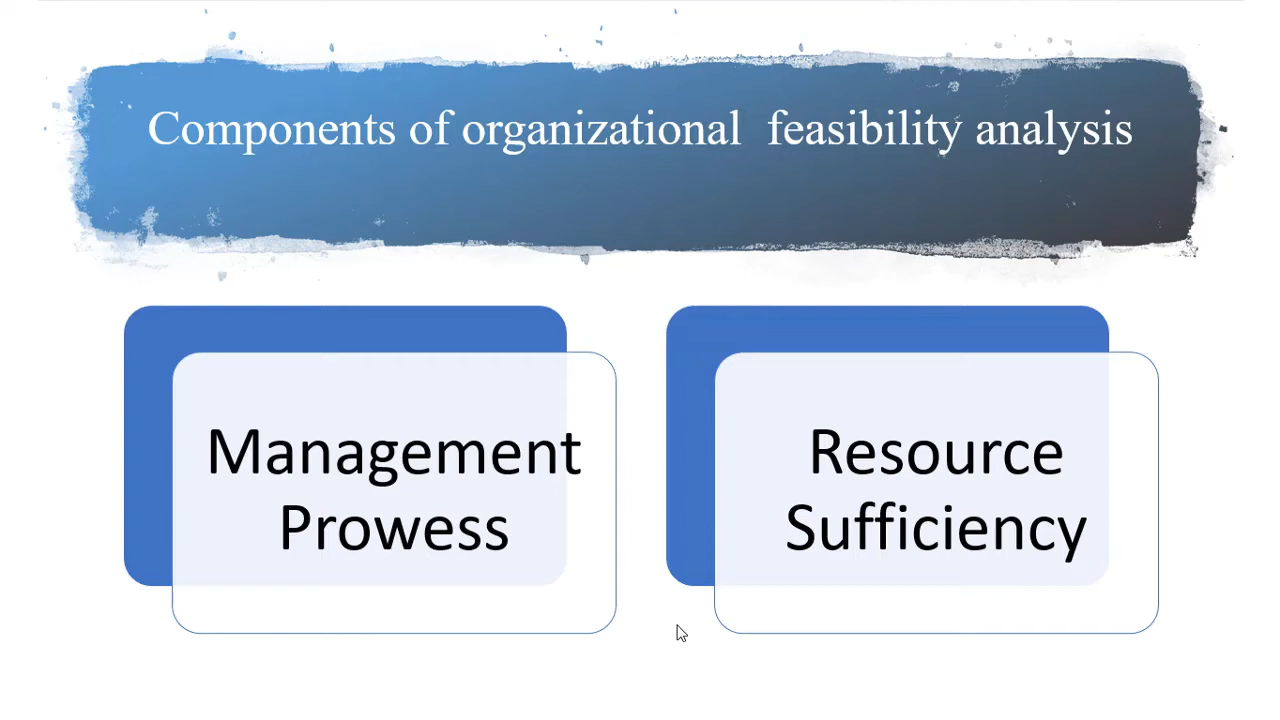 Components of organizational  feasibility analysis
Management
Prowess
Resource
Sufficiency